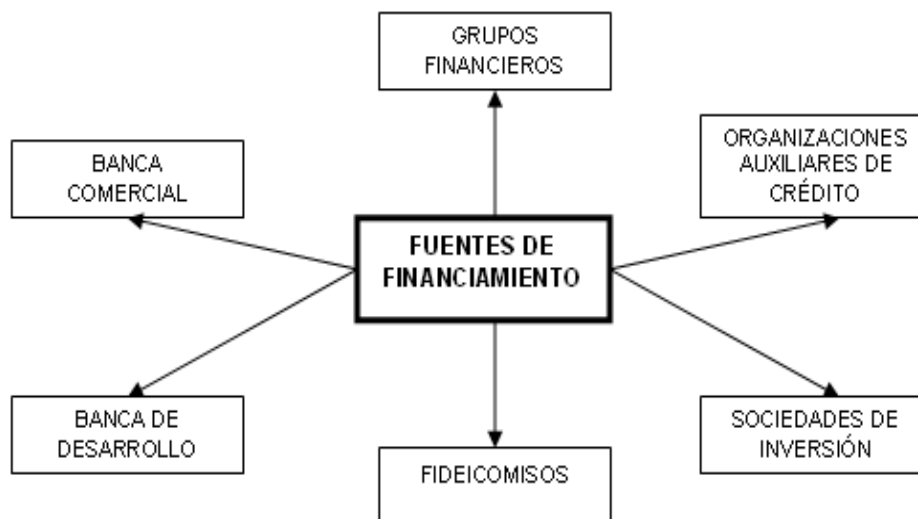 GRUPOS
FINANCIEROS
ORGANIZACIONES
AUXILIARES DE
CRÉDITO
BANCA
COMERCIAL
FUENTES DE
FINANCIAMIENTO
BANCA DE
DESARROLLO
SOCIEDADES DE
INVERSIÓN
FIDEICOMISOS